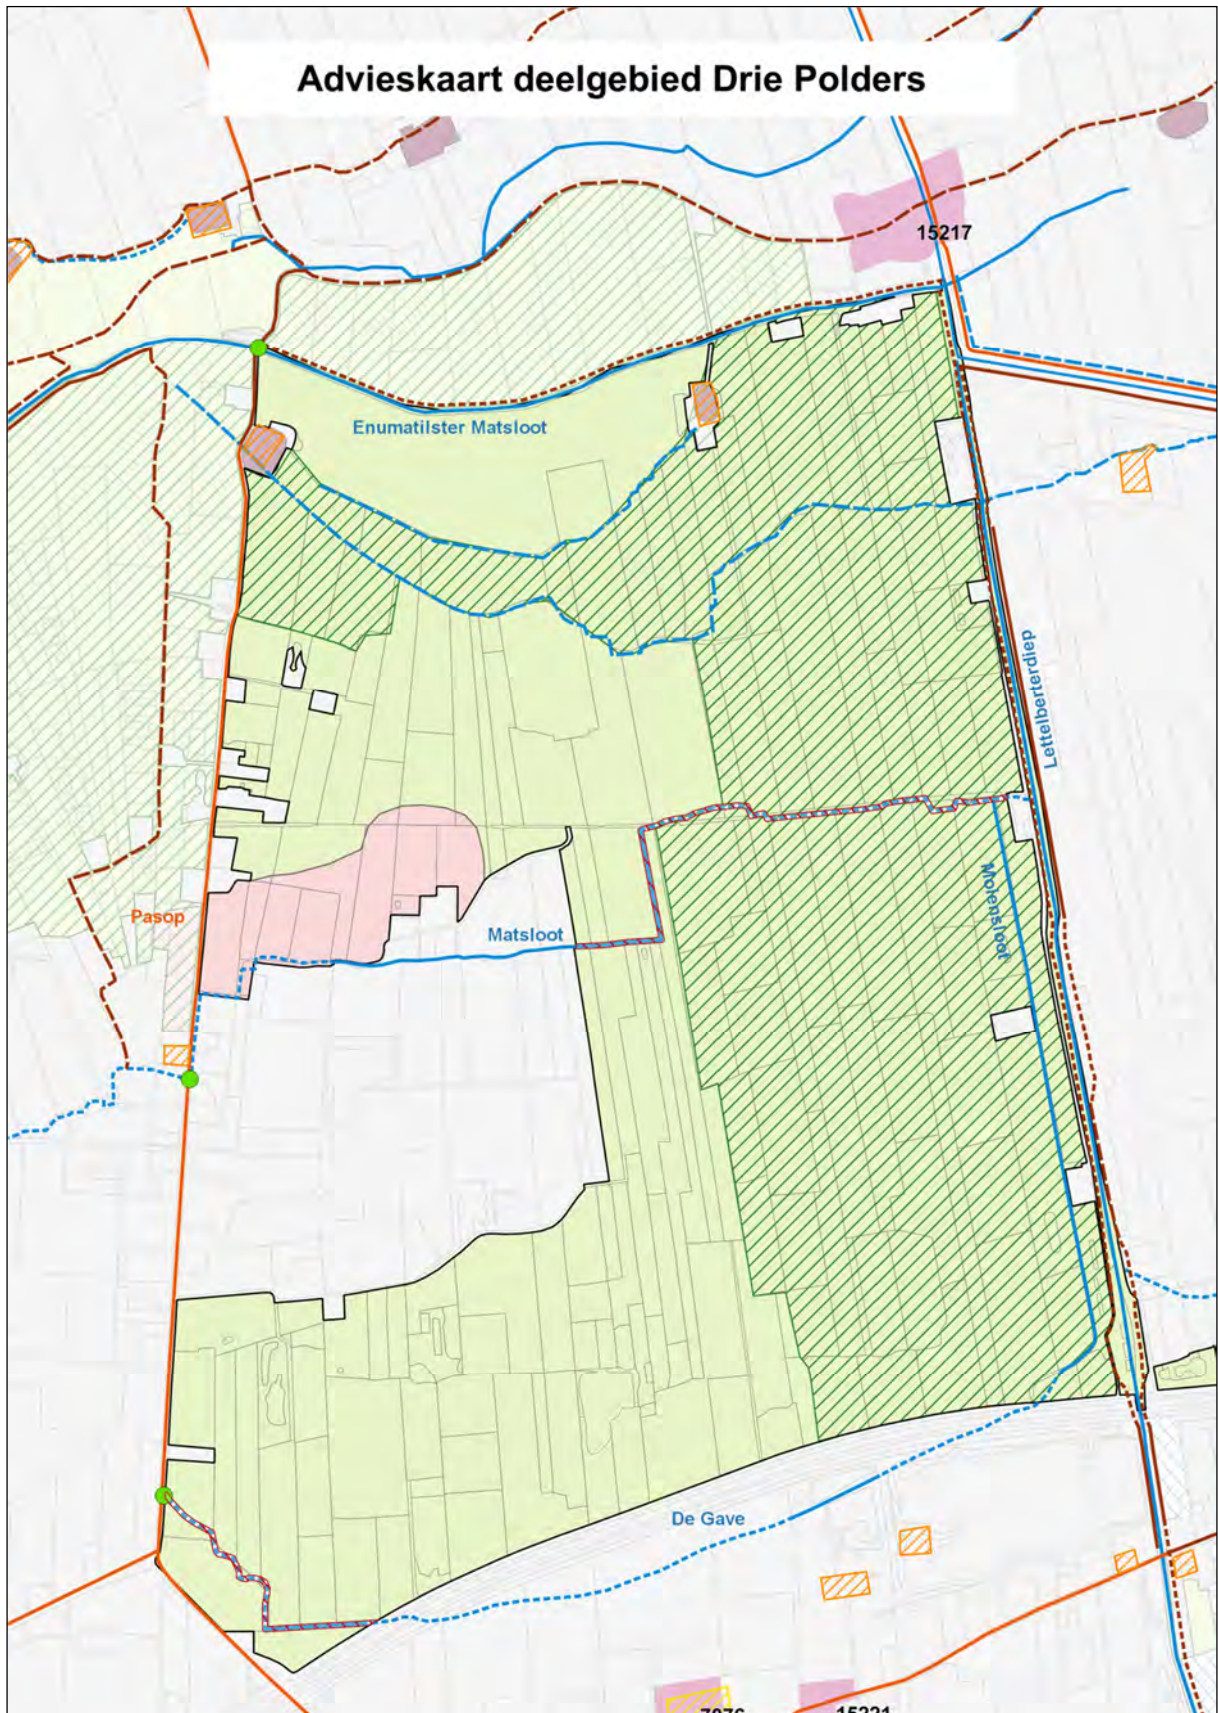 Advieskaart deelgebied Drie Polders
15217
Enumatilster Matsloot
Lettelberterdiep
Molensloot
Pasop
Matsloot
De Gave